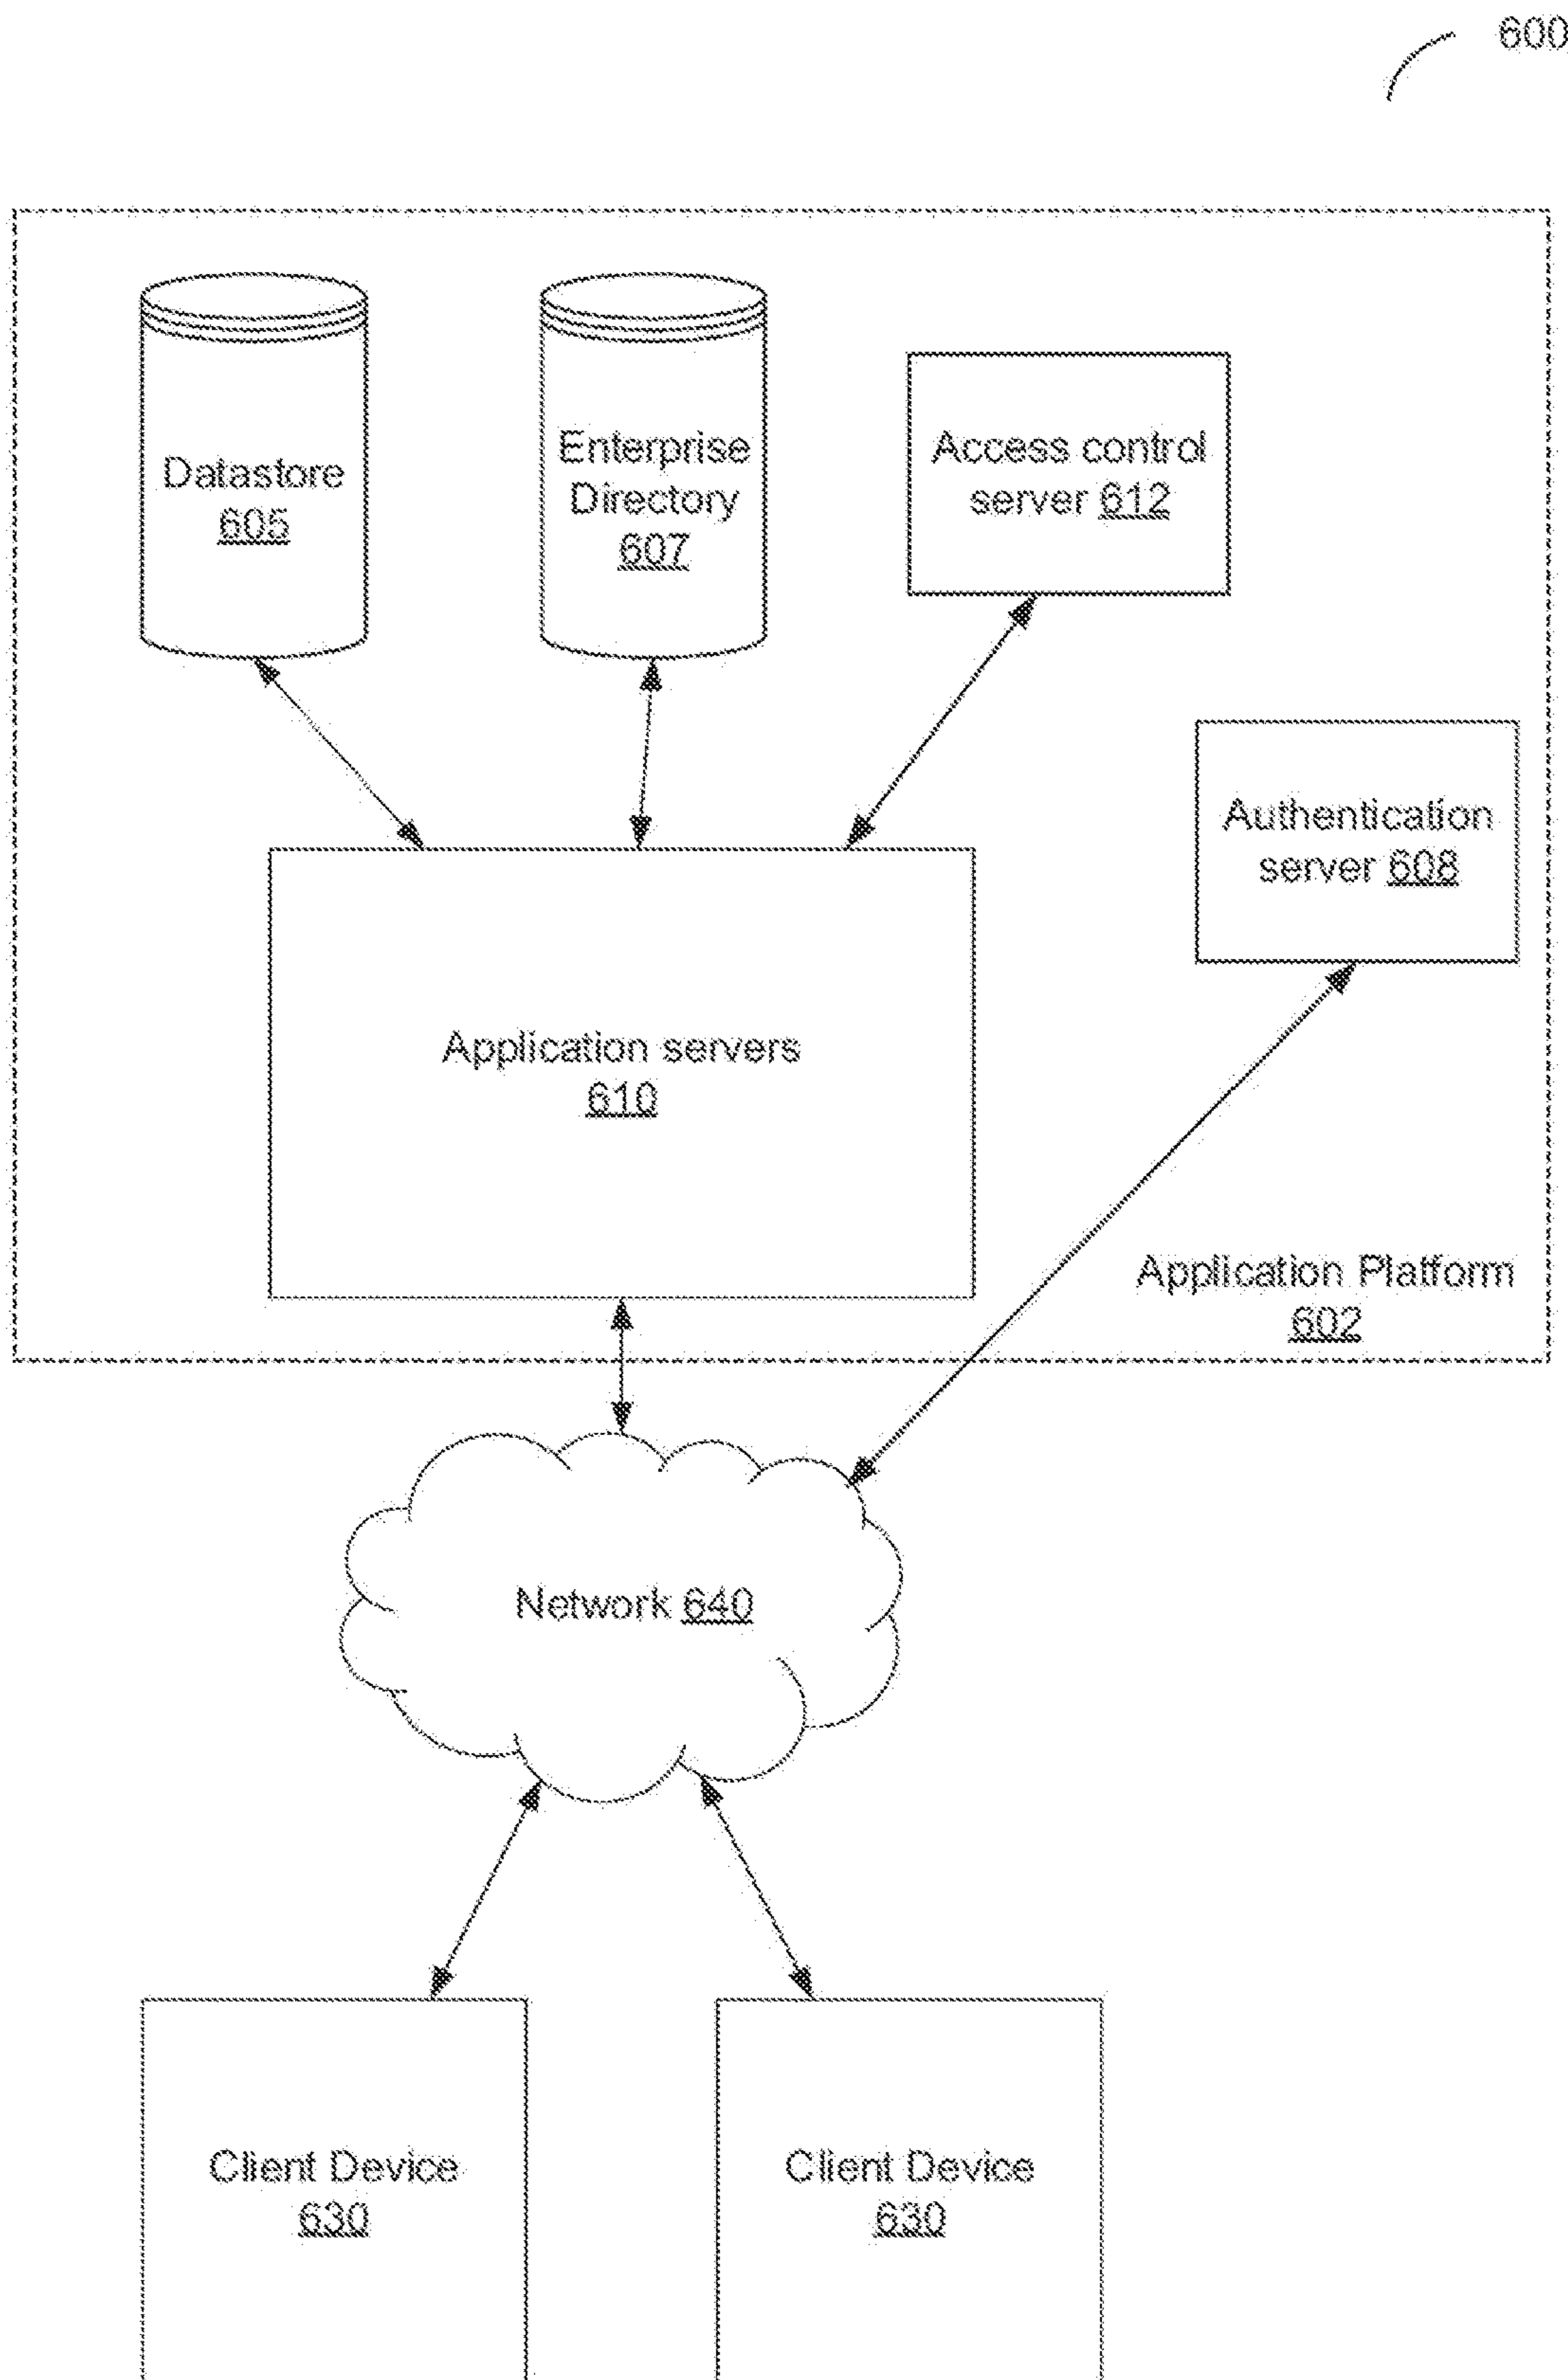 600
Datastore
605
Enterprise
Directory
607
Access control
server 612
Authentication
server 608
Application servers
610
Application Platform
602
Network 640
Client Device
630
Client Device
630